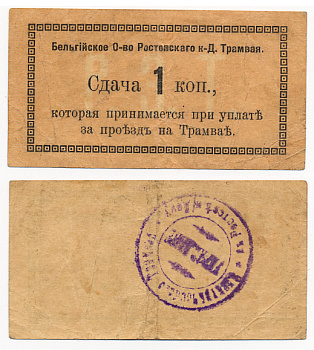 Бельгійское О-во Ростовскаго н-Д. Трамвая.
Сдача 1 коп.,
которая принимается при уплатѣ
за проѣздъ на Трамваѣ.